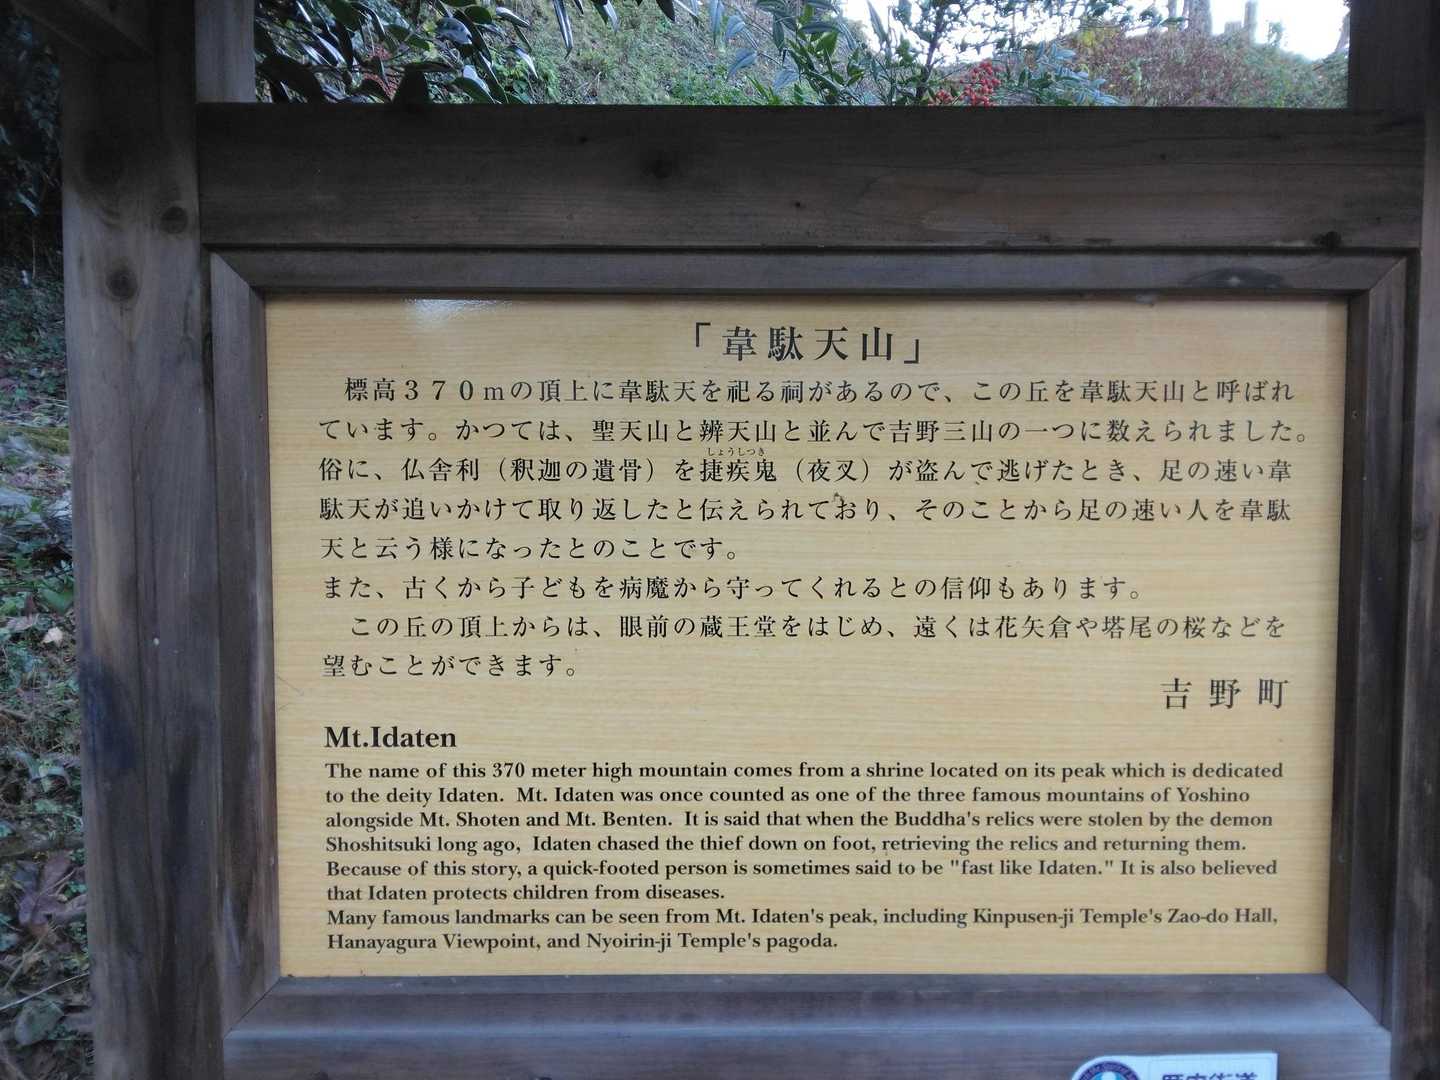 「韋駄天山」
標高３７０ｍの頂上に韋駄天を祀る祠があるので、この丘を韋駄天山と呼ばれ
ています。かつては、聖天山と辨天山と並んで吉野三山の一つに数えられました。
しょうしつき
俗に、仏舎利（釈迦の遺骨）を捷疾鬼（夜叉）が盗んで逃げたとき、足の速い韋
駄天が追いかけて取り返したと伝えられており、そのことから足の速い人を韋駄
天と云う様になったとのことです。
また、古くから子どもを病魔から守ってくれるとの信仰もあります。
この丘の頂上からは、眼前の蔵王堂をはじめ、遠くは花矢倉や塔尾の桜などを
望むことができます。
吉野町
Mt.Idaten
The name of this 370 meter high mountain comes from a shrine located on its peak which is dedicated
to the deity Idaten. Mt. Idaten was once counted as one of the three famous mountains of Yoshino
alongside Mt. Shoten and Mt. Benten. It is said that when the Buddha's relics were stolen by the demon
Shoshitsuki long ago, Idaten chased the thief down on foot, retrieving the relics and returning them.
Because of this story, a quick-footed person is sometimes said to be "fast like Idaten." It is also believed
that Idaten protects children from diseases.
Many famous landmarks can be seen from Mt. Idaten's peak, including Kinpusen-ji Temple's Zao-do Hall,
Hanayagura Viewpoint, and Nyoirin-ji Temple's pagoda.
歴史街道